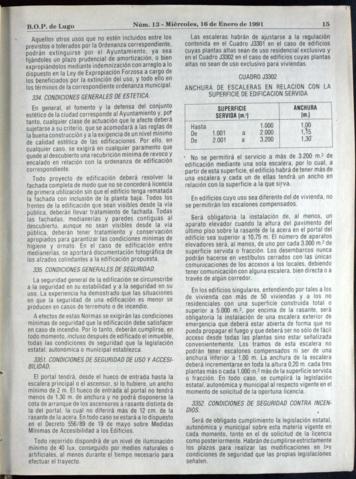 B.O.P. de Lugo
Núm. 13 - Miércoles, 16 de Enero de 1991
15
Aquellos otros usos que no estén incluídos entre los
previstos o tolerados por la Ordenanza correspondiente,
podrán extinguirse por el Ayuntamiento, ya sea
fijándoles un plazo prudencial de amortización, o bien
expropiándolos mediante indemnización con arreglo a lo
dispuesto en la Ley de Expropiación Forzosa a cargo de
los beneficiados por la extinción del uso, y todo ello en
los términos de la correspondiente ordenanza municipal.
334. CONDICIONES GENERALES DE ESTETICA.
En general, el fomento y la defensa del conjunto
estético de la ciudad corresponde al Ayuntamiento y, por
tanto, cualquier clase de actuación que le afecte deberá
sujetarse a su criterio, que se acomodará a las reglas de
la buena construcción y a la exigencia de un nivel mínimo
de calidad estética de las edificaciones. Por ello, en
cualquier caso, se exigirá en cualquier paramento que
quede al descubierto una recubrición mínima de revoco y
encalado en relación con la ordenanza de edificación
correspondiente.
Todo proyecto de edificación deberá resolver la
fachada completa de modo que no se concederá licencia
de primera utilización sin que el edificio tenga rematada
la fachada con inclusión de la planta baja. Todos los
frentes de la edificación que sean visibles desde la vía
pública, deberán llevar tratamiento de fachada. Todas
las fachadas, medianerías y paredes contiguas al
descubierto, aunque no sean visibles desde la vía
pública, deberán tener tratamiento y conservación
apropiados para garantizar las condiciones mínimas de
higiene y ornato. En el caso de edificación entre
medianerías, se aportará documentación fotográfica de
los alzados colindantes a la edificación propuesta.
335. CONDICIONES GENERALES DE SEGURIDAD.
La seguridad general de la edificación se circunscribe
a la seguridad en su estabilidad y a la seguridad en su
uso. La experiencia ha demostrado que las situaciones
en que la seguridad de una edificación es menor se
producen en casos de terremoto o de incendio.
A efectos de estas Normas se exigirán las condiciones
mínimas de seguridad que la edificación debe satisfacer
en caso de incendio. Por lo tanto, deberán cumplirse, en
todo momento, incluso después de edificado el inmueble,
todas las condiciones de seguridad que la legislación
estatal, autonómica o municipal establezca.
3351. CONDICIONES DE SEGURIDAD DE USO Y ACCESI-
BILIDAD.
El portal tendrá, desde el hueco de entrada hasta la
escalera principal o el ascensor, si lo hubiere, un ancho
mínimo de 2 m. El hueco de entrada al portal no tendrá
menos de 1,30 m. de anchura y no podrá disponerse la
cota de arranque de los ascensores a rasante distinta de
la del portal, la cual no diferirá más de 12 cm. de la
rasante de la acera. En todo caso se estará a lo dispuesto
en el Decreto 556/89 de 19 de mayo sobre Medidas
Mínimas de Accesibilidad a los Edificios.
Todo recorrido dispondrá de un nivel de iluminación
mínimo de 40 lux, conseguido por medios naturales o
artificiales, al menos durante el tiempo necesario para
efectuar el trayecto.
Las escaleras habrán de ajustarse a la regulación
contenida en el Cuadro J3301 en el caso de edificios
cuyas plantas altas sean de uso residencial exclusivo y
en el Cuadro J3302 en el caso de edificios cuyas plantas
altas no sean de uso exclusivo para viviendas.
CUADRO J3302
ANCHURA DE ESCALERAS EN RELACION CON LA
SUPERFICIE DE EDIFICACION SERVIDA
SUPERFICIE ANCHURA
SERVIDA (m.²) (m.)
Hasta 1.000 1,00
De 1.001 a 2.000 1,15
De 2.001 a 3.200 1,30
No se permitirá el servicio a más de 3.200 m.² de
edificación mediante una sola escalera, por lo cual, a
partir de esta superficie, el edificio habrá de tener más de
una escalera y cada una de ellas tendrá un ancho en
relación con la superficie a la que sirva.
En edificios cuyo uso sea diferente del de vivienda, no
se permitirán los escalones compensados.
Será obligatoria la instalación de, al menos, un
aparato elevador cuando la altura del pavimento del
último piso sobre la rasante de la acera en el portal del
edificio sea superior a 10,75 m. El número de aparatos
elevadores será, al menos, de uno por cada 3.000 m.² de
superficie servida o fracción. Los desembarcos nunca
podrán hacerse en vestíbulos cerrados con las únicas
comunicaciones de los accesos a los locales, debiendo
tener comunicación con alguna escalera, bien directa o a
través de algún corredor.
En los edificios singulares, entendiendo por tales a los
de vivienda con más de 50 viviendas y a los no
residenciales con una superficie construída total o
superior a 5.000 m.², por encima de la rasante, será
obligatoria la instalación de una escalera exterior de
emergencia que deberá estar abierta de forma que no
pueda propagar el fuego y que deberá ser no sólo de fácil
acceso desde todas las plantas sino estar señalizada
convenientemente. Los tramos de esta escalera no
podrán tener escalones compensados ni ser de una
anchura inferior a 1,00 m. La anchura de la escalera
deberá incrementarse en hasta la altura 0,20 m. cada tres
plantas más o cada 1.000 m.² más de la superficie servida
o fracción. En todo caso, se cumplirá la legislación
estatal, autonómica y municipal al respecto vigente en el
momento de solicitud de la oportuna licencia.
3352. CONDICIONES DE SEGURIDAD CONTRA INCEN-
DIOS.
Será de obligado cumplimiento la legislación estatal,
autonómica y municipal sobre esta materia vigente en
cada momento, tanto en el de solicitud de la licencia
como posteriormente. Habrán de cumplirse estrictamente
los plazos para realizar las modificaciones en las
condiciones de seguridad que las propias legislaciones
señalen.